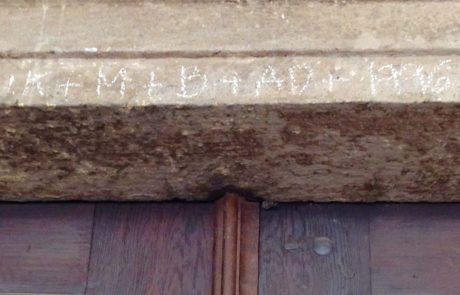 K + M + B + AD + 1996